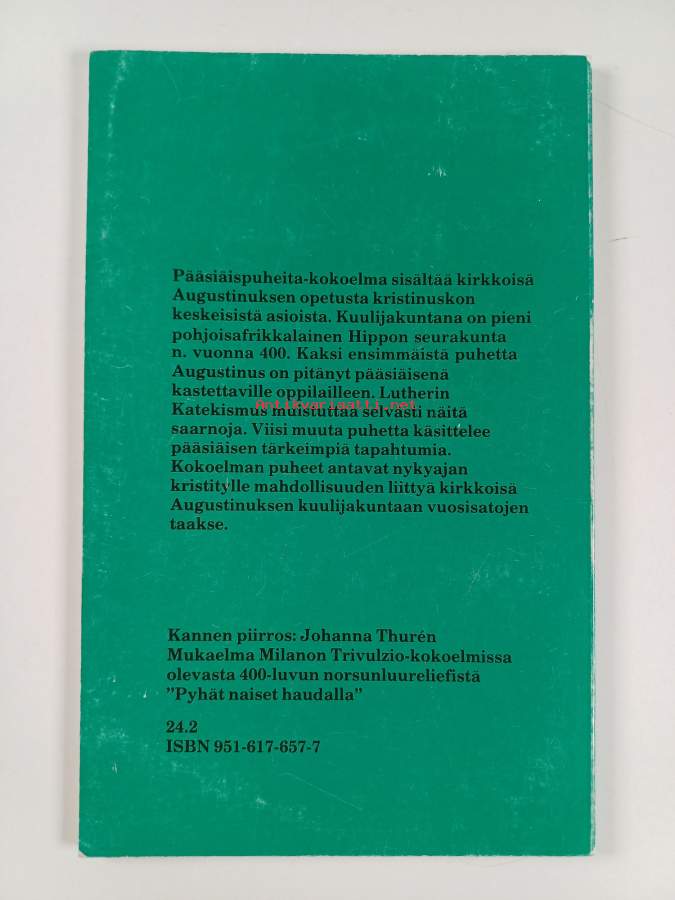 Pääsiäispuheita-kokoelma sisältää kirkkoisä
Augustinuksen opetusta kristinuskon
keskeisistä asioista. Kuulijakuntana on pieni
pohjoisafrikkalainen Hippon seurakunta
n. vuonna 400. Kaksi ensimmäistä puhetta
Augustinus on pitänyt pääsiäisenä
kastettaville oppilailleen. Lutherin
Antikvariaatti.net
Katekismus muistuttaa selvästi näitä
saarnoja. Viisi muuta puhetta käsittelee
pääsiäisen tärkeimpiä tapahtumia.
Kokoelman puheet antavat nykyajan
kristitylle mahdollisuuden liittyä kirkkoisä
Augustinuksen kuulijakuntaan vuosisatojen
taakse.
Kannen piirros: Johanna Thurén
Mukaelma Milanon Trivulzio-kokoelmissa
olevasta 400-luvun norsunluureliefistä
”Pyhät naiset haudalla”
24.2
ISBN 951-617-657-7